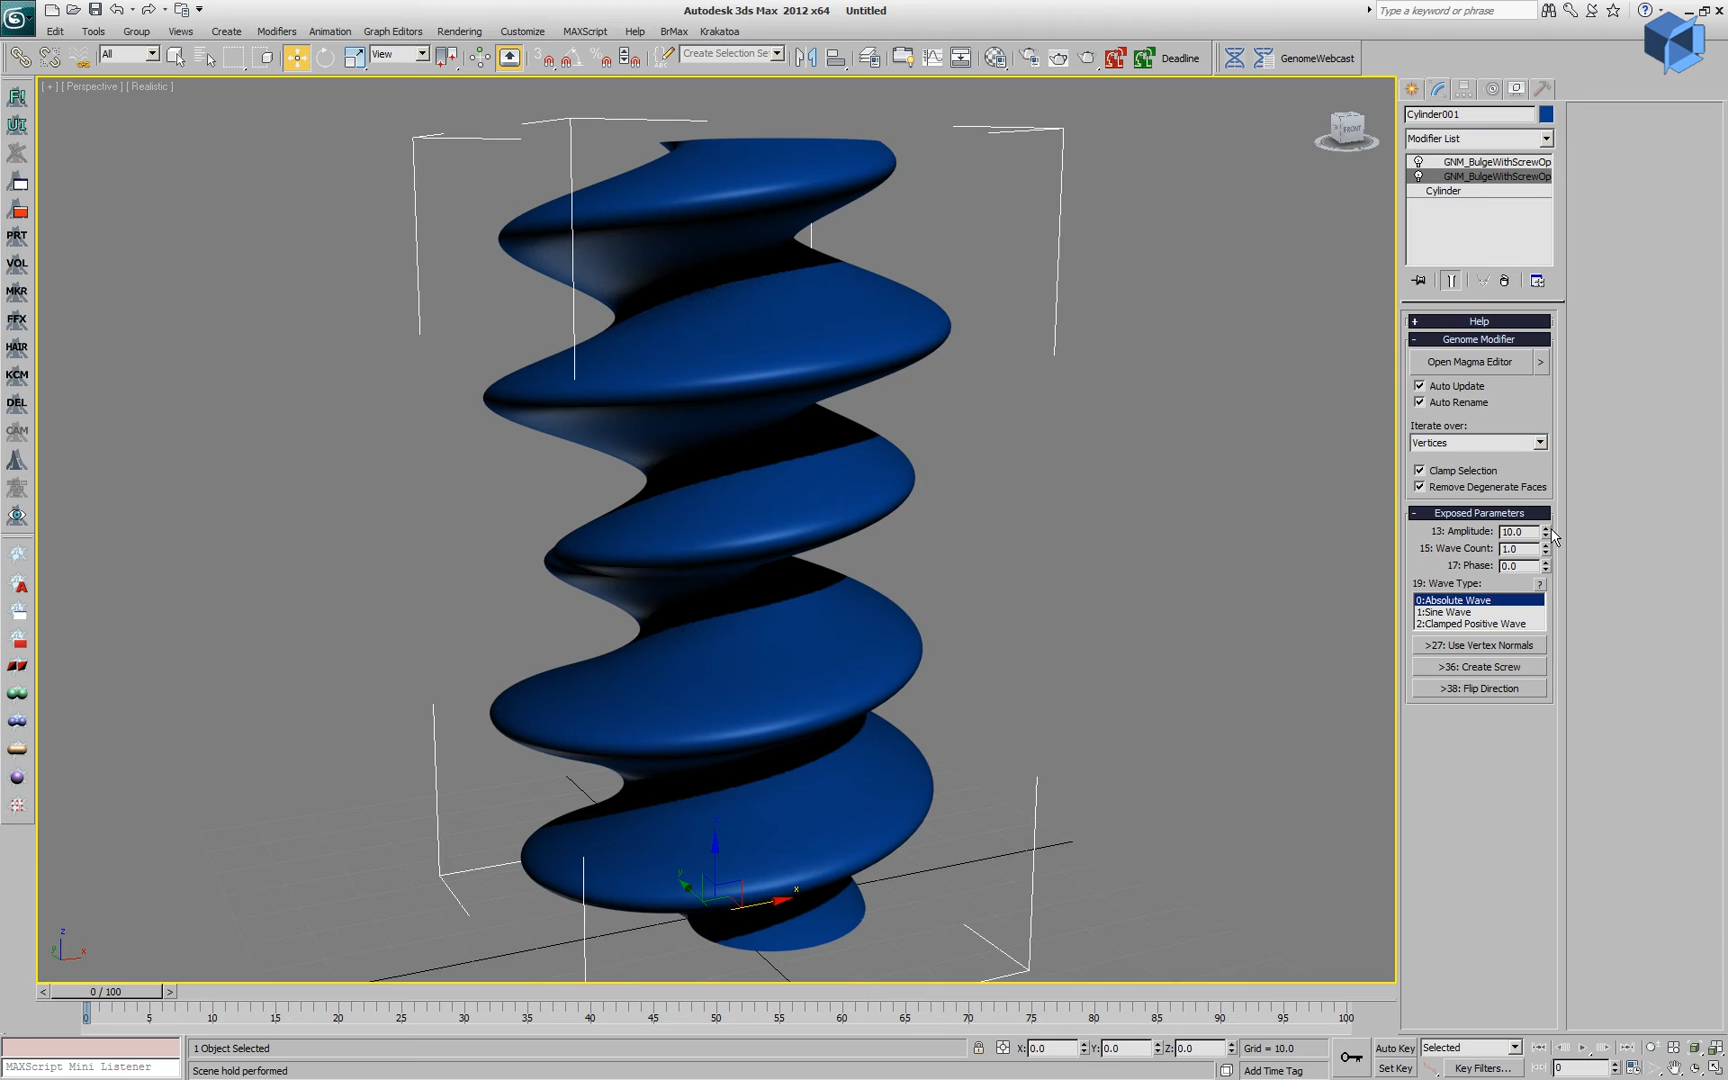 Autodesk 3ds Max 2012 x64 Untitled
Type a keyword or phrase
Edit Tools Group Views Create Modifiers Animation Graph Editors Rendering Customize MAXScript Help BrMax Krakatoa
All View Create Selection Se Deadline GenomeWebcast
[ + ] [ Perspective ] [ Realistic ]
F!
UI
PRT
VOL
MKR
FFX
HAIR
KCM
DEL
CAM
FRONT
Cylinder001
Modifier List
GNM_BulgeWithScrewOp
GNM_BulgeWithScrewOp
Cylinder
+ Help
- Genome Modifier
Open Magma Editor >
Auto Update
Auto Rename
Iterate over:
Vertices
Clamp Selection
Remove Degenerate Faces
- Exposed Parameters
13: Amplitude: 10.0
15: Wave Count: 1.0
17: Phase: 0.0
19: Wave Type: ?
0:Absolute Wave
1:Sine Wave
2:Clamped Positive Wave
>27: Use Vertex Normals
>36: Create Screw
>38: Flip Direction
z
y
x
z
y
x
< 0 / 100 >
0 5 10 15 20 25 30 35 40 45 50 55 60 65 70 75 80 85 90 95 100
1 Object Selected X: 0.0 Y: 0.0 Z: 0.0 Grid = 10.0 Auto Key Selected
MAXScript Mini Listener Scene hold performed Add Time Tag Set Key Key Filters... 0